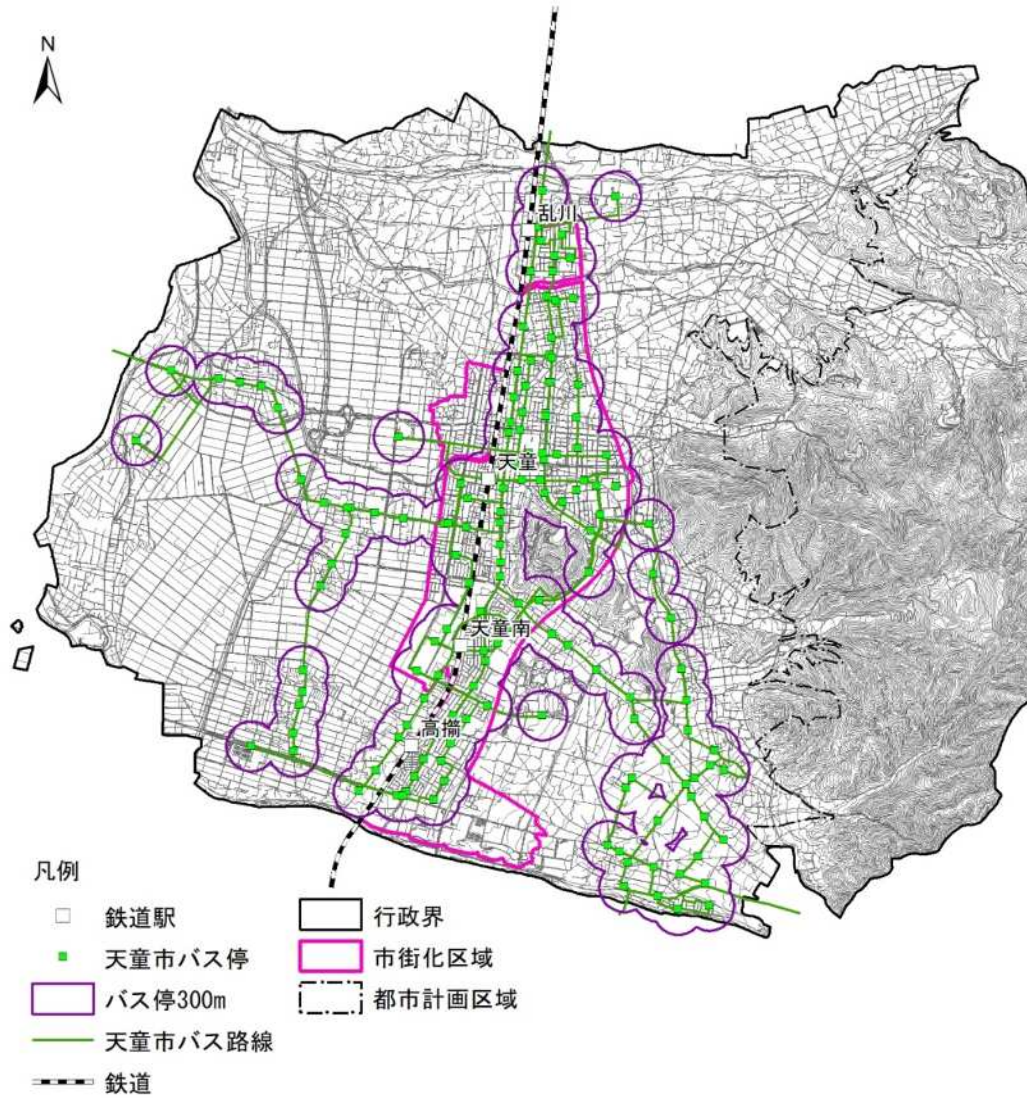 N
乱川
天童
天童南
高擶
凡例
鉄道駅
天童市バス停
バス停300m
天童市バス路線
鉄道
行政界
市街化区域
都市計画区域